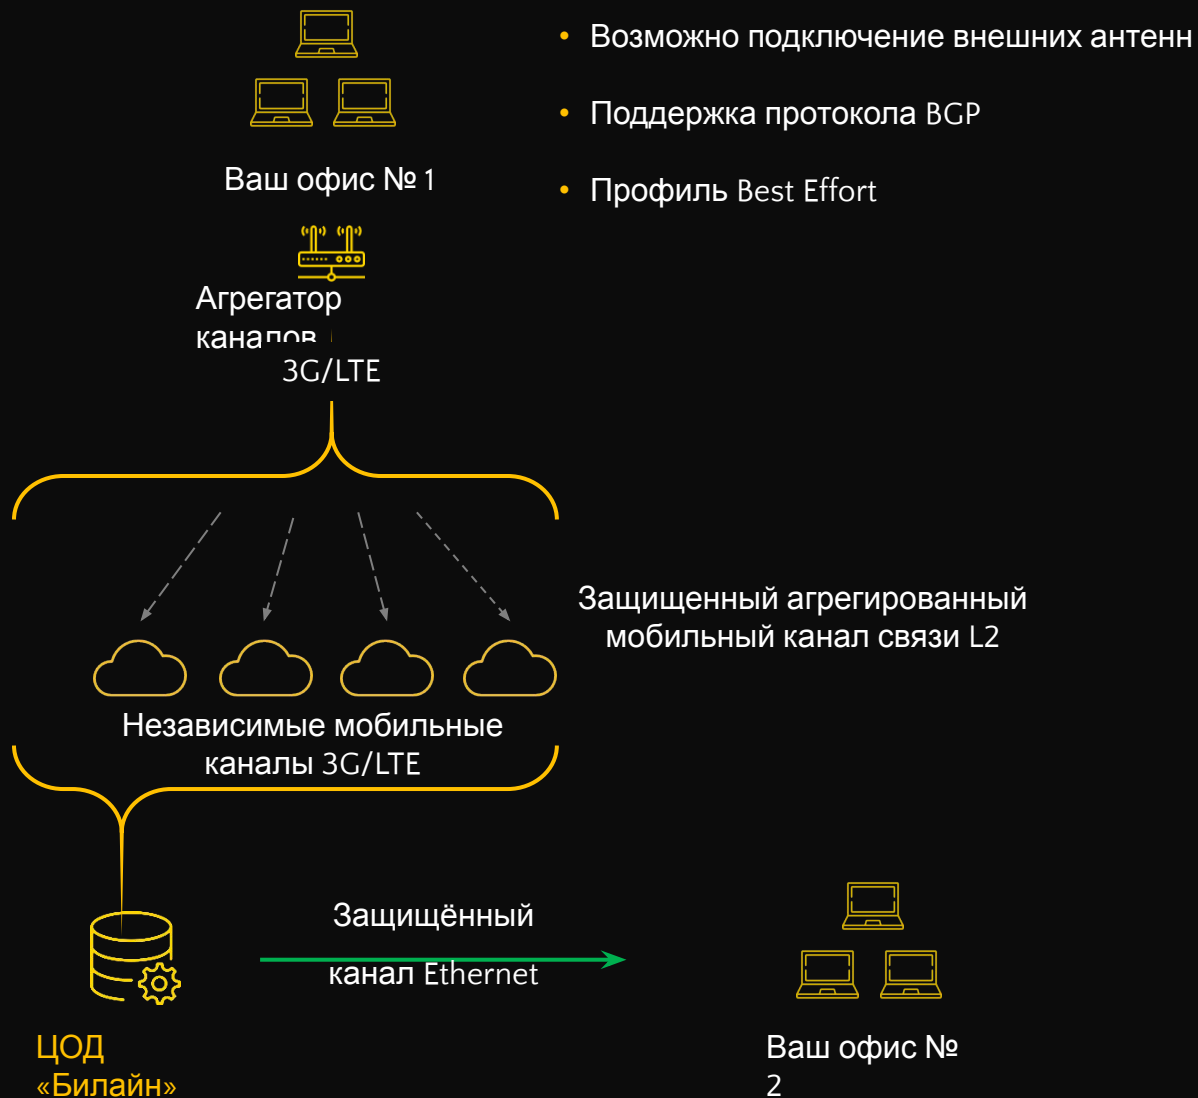 • Возможно подключение внешних антенн
• Поддержка протокола BGP
Ваш офис № 1
• Профиль Best Effort
Агрегатор
каналов
3G/LTE
Защищенный агрегированный
мобильный канал связи L2
Независимые мобильные
каналы 3G/LTE
Защищённый
канал Ethernet
ЦОД
«Билайн»
Ваш офис №
2